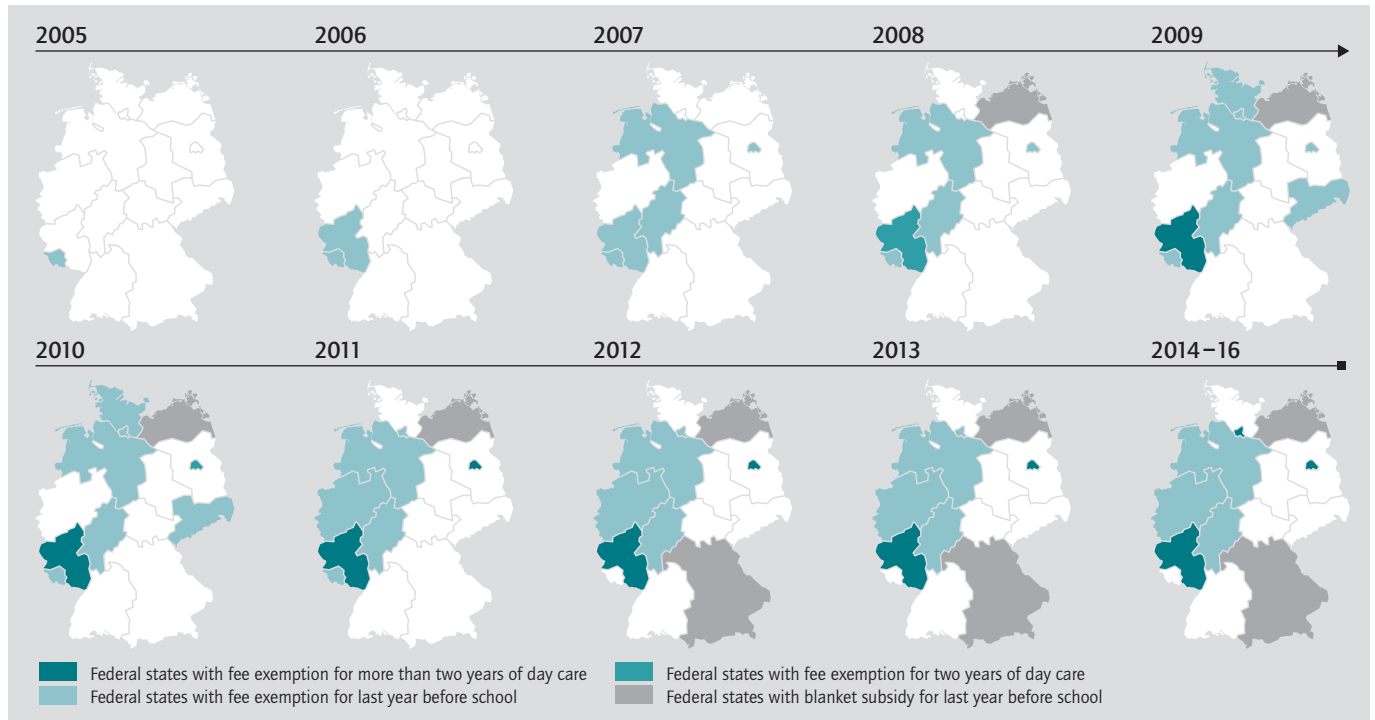 2005 2006 2007 2008 2009
2010 2011 2012 2013 2014–16
Federal states with fee exemption for more than two years of day care
Federal states with fee exemption for last year before school
Federal states with fee exemption for two years of day care
Federal states with blanket subsidy for last year before school